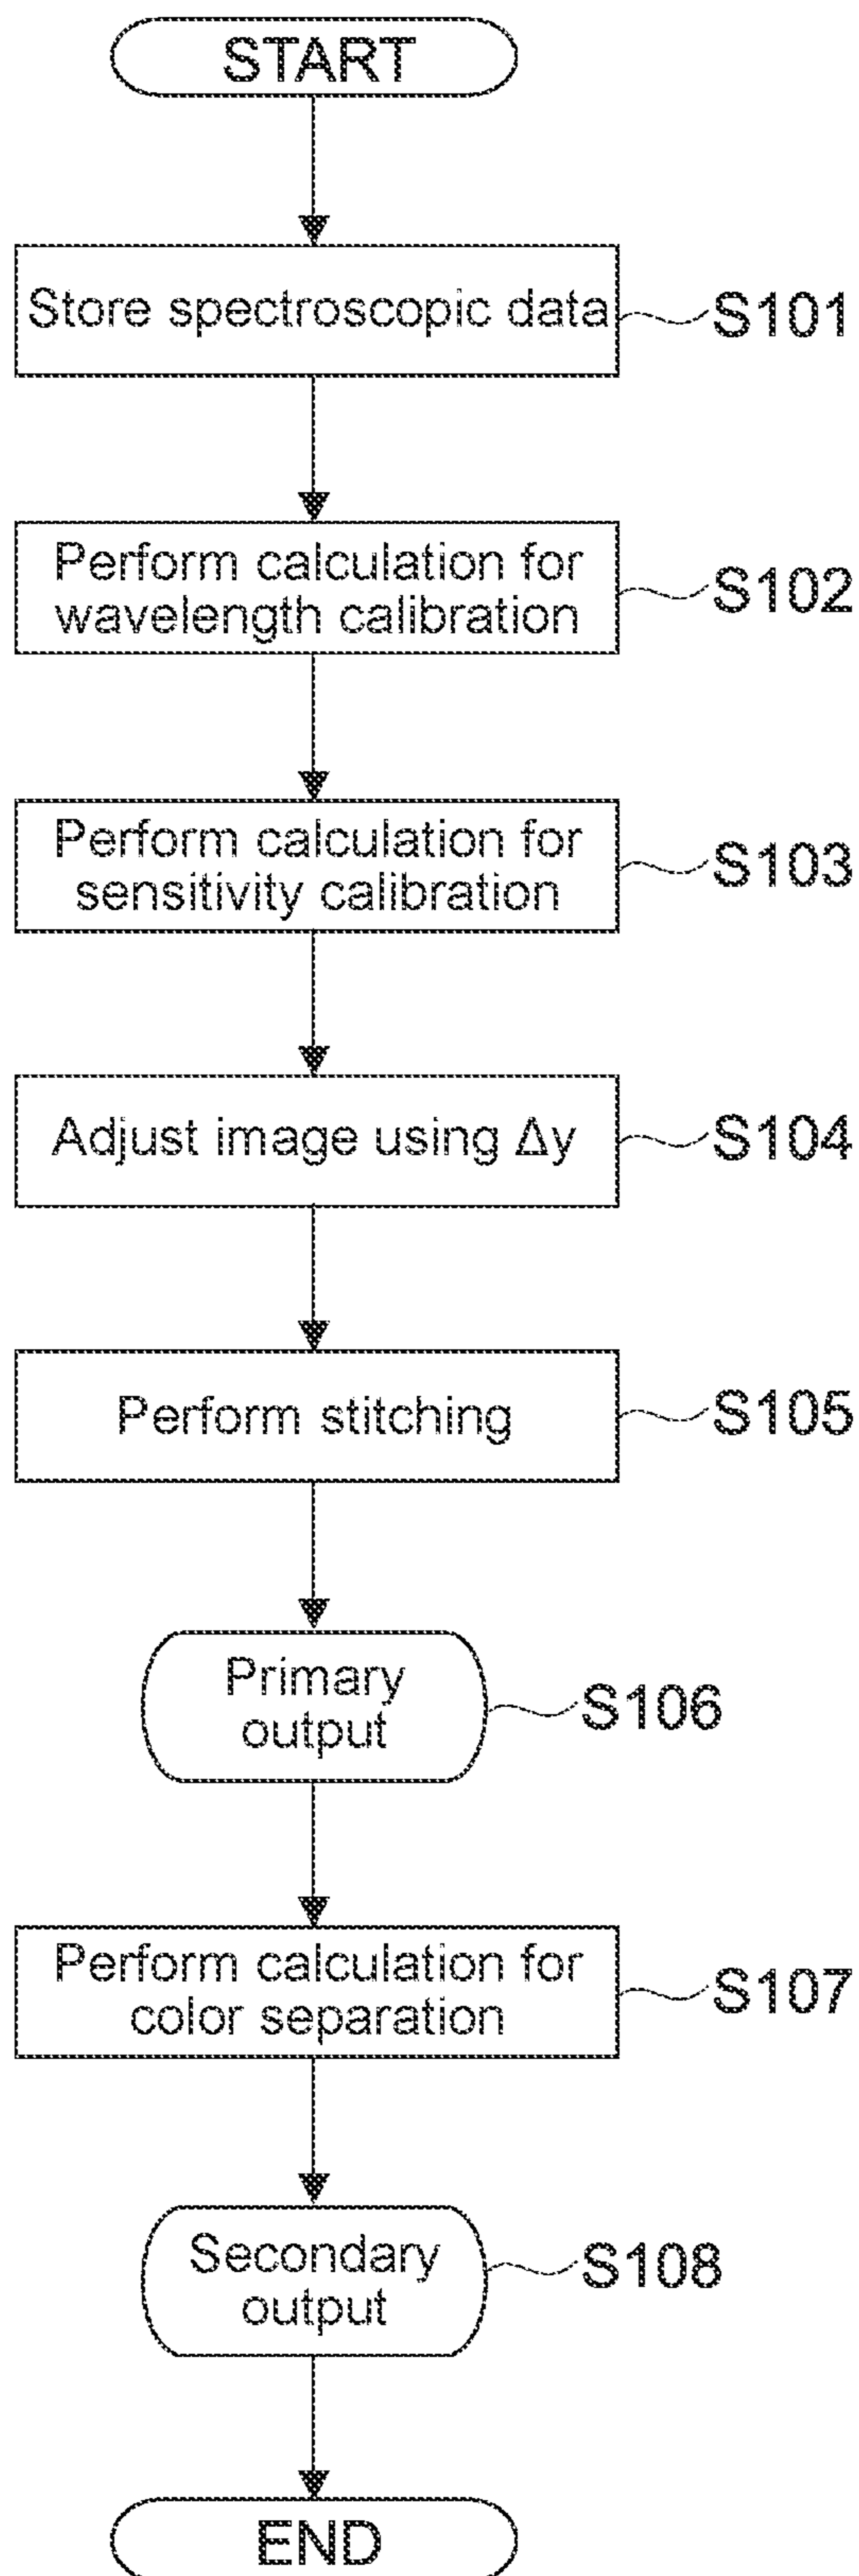 START
Store spectroscopic data
S101
Perform calculation for
wavelength calibration
S102
Perform calculation for
sensitivity calibration
S103
Adjust image using Δy
S104
Perform stitching
S105
Primary
output
S106
Perform calculation for
color separation
S107
Secondary
output
S108
END